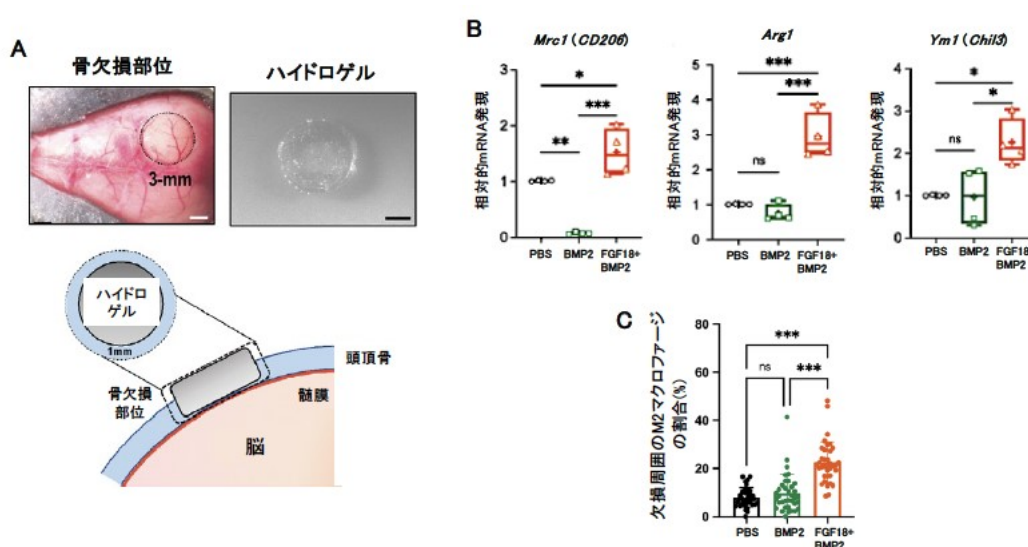 A
骨欠損部位
ハイドロゲル
3-mm
ハイドロ
ゲル
1mm
骨欠損
部位
頭頂骨
髄膜
脳
B
Mrc1 (CD206)
相対的mRNA発現
3
2
1
0
*
***
**
PBS
BMP2
FGF18+
BMP2
Arg1
相対的mRNA発現
5
4
3
2
1
0
***
***
ns
PBS
BMP2
FGF18+
BMP2
Ym1 (Chil3)
相対的mRNA発現
4
3
2
1
0
*
*
ns
PBS
BMP2
FGF18
BMP2
C
欠損周囲のM2マクロファージ
の割合(%)
80
60
40
20
0
***
ns
***
PBS
BMP2
FGF18+
BMP2